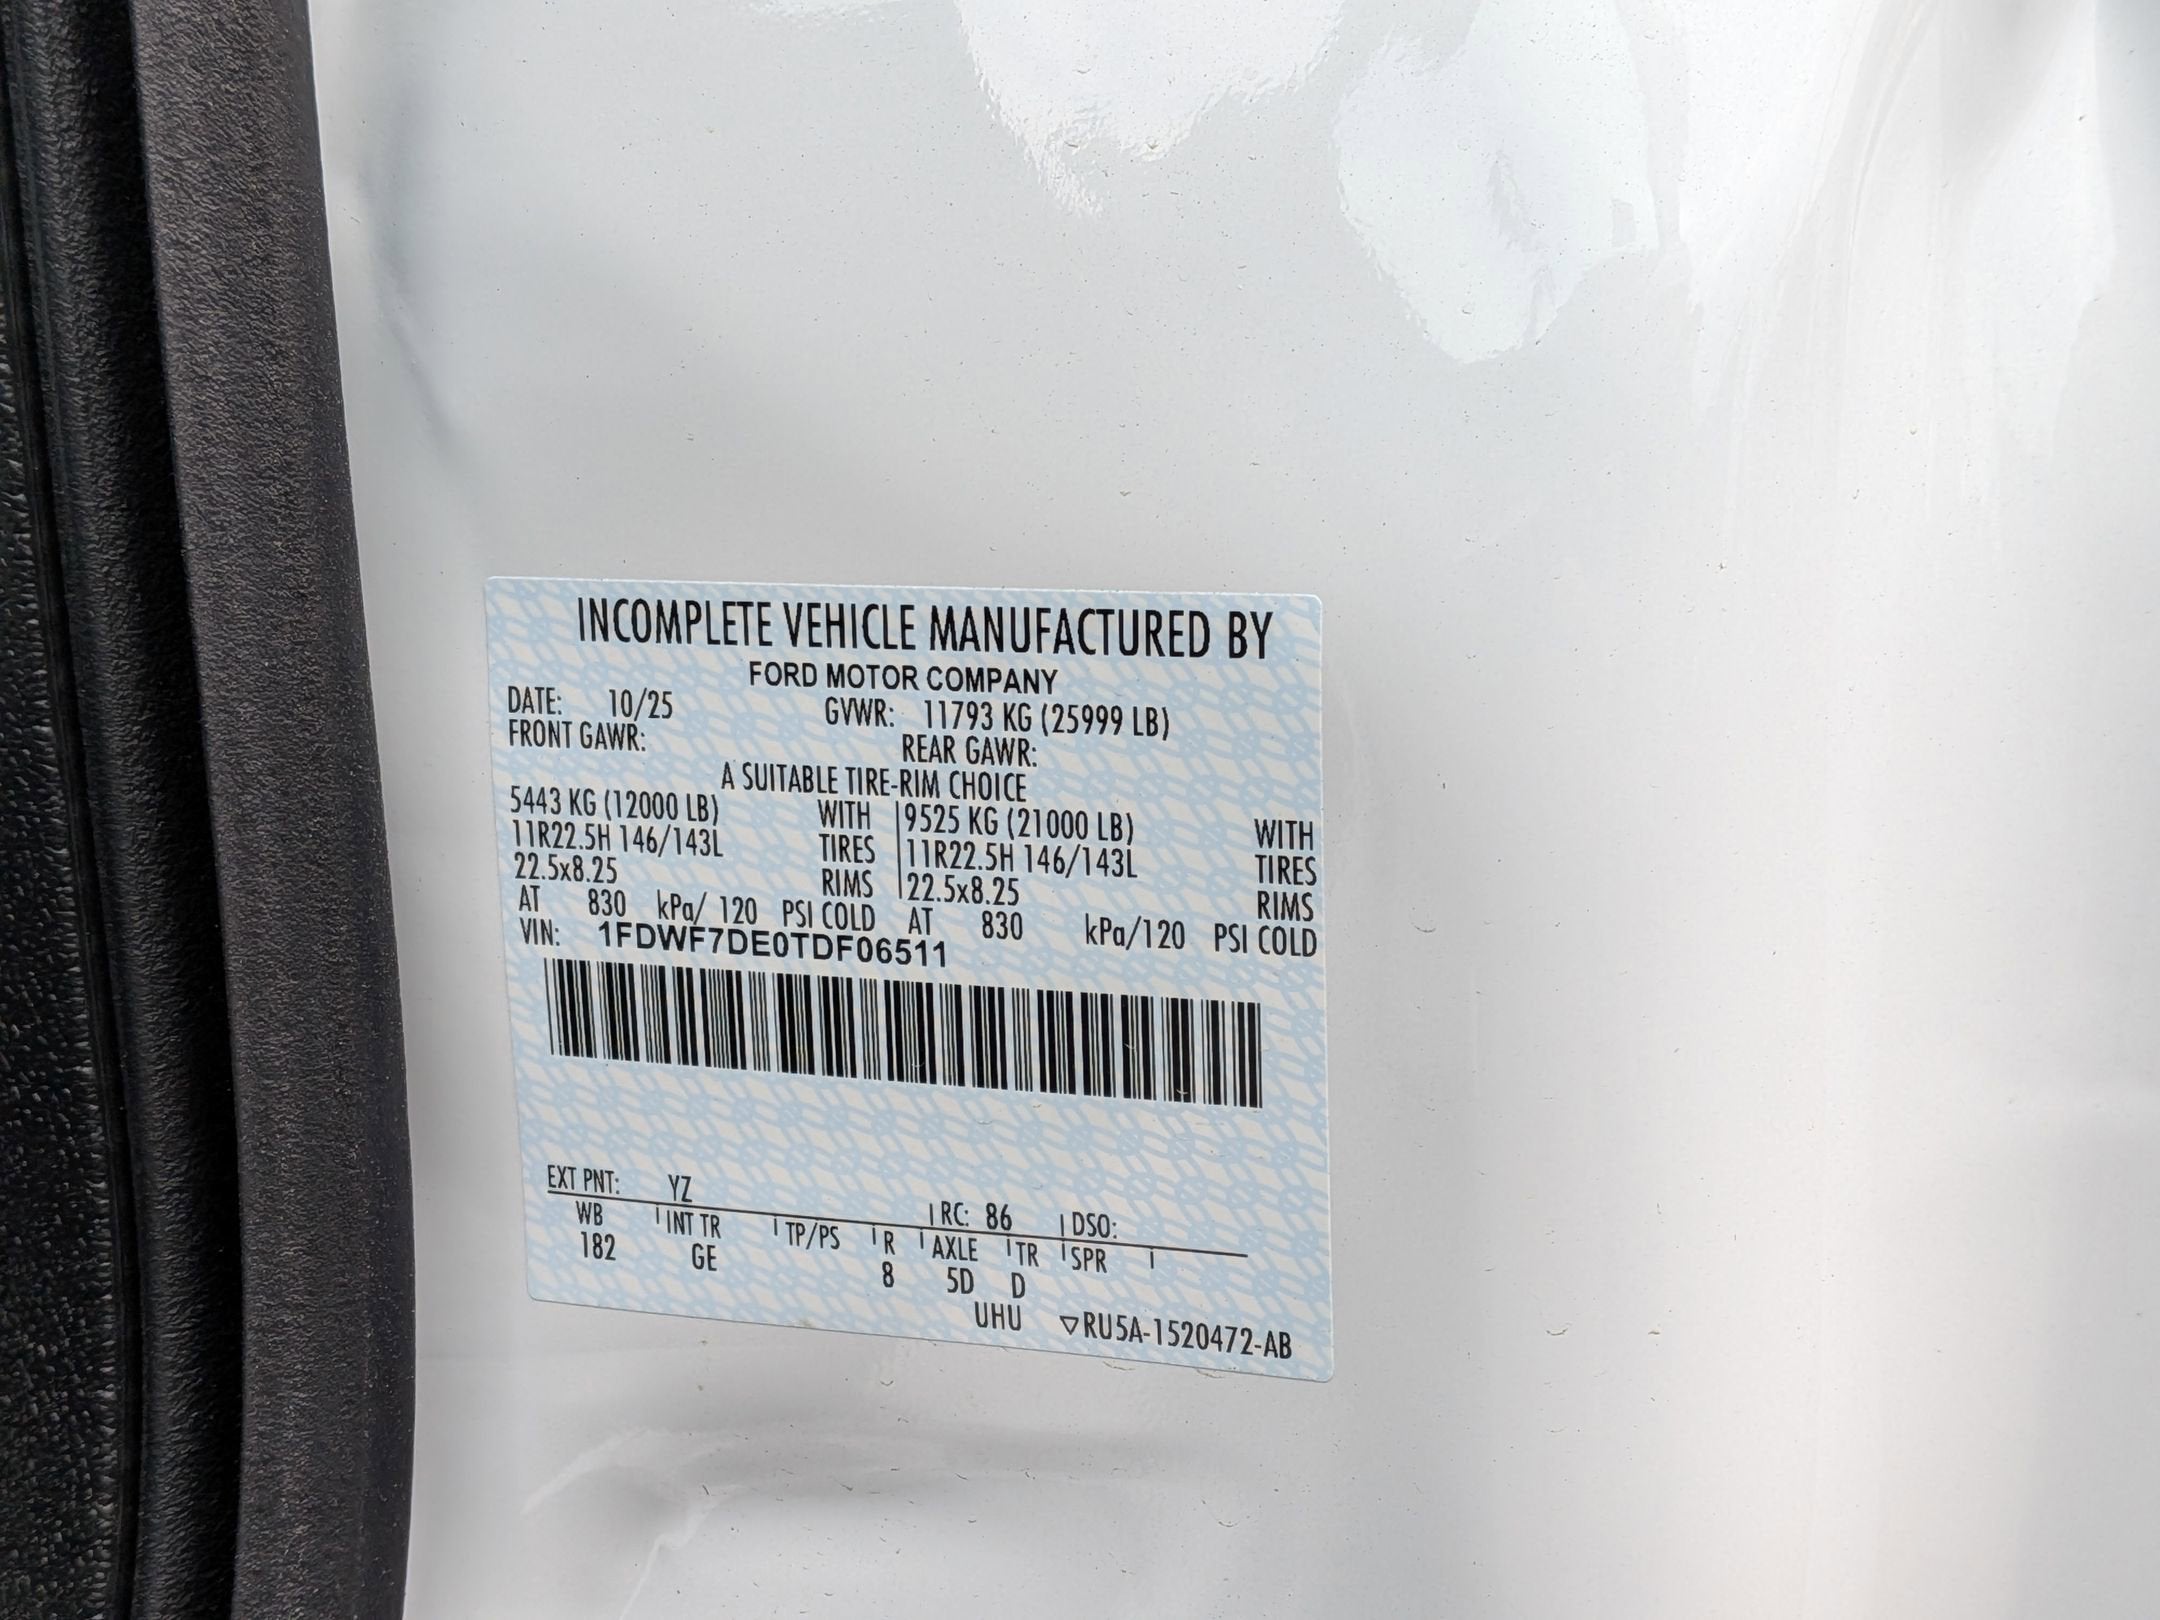 INCOMPLETE VEHICLE MANUFACTURED BY
FORD MOTOR COMPANY
DATE: 10/25 GVWR: 11793 KG (25999 LB)
FRONT GAWR: REAR GAWR:
A SUITABLE TIRE-RIM CHOICE
5443 KG (12000 LB) WITH 9525 KG (21000 LB) WITH
11R22.5H 146/143L TIRES 11R22.5H 146/143L TIRES
22.5x8.25 RIMS 22.5x8.25 RIMS
AT 830 kPa/ 120 PSI COLD AT 830 kPa/120 PSI COLD
VIN: 1FDWF7DE0TDF06511
EXT PNT: YZ RC: 86 DSO:
WB INT TR TP/PS R AXLE TR SPR
182 GE 8 5D D
UHU ▽RU5A-1520472-AB